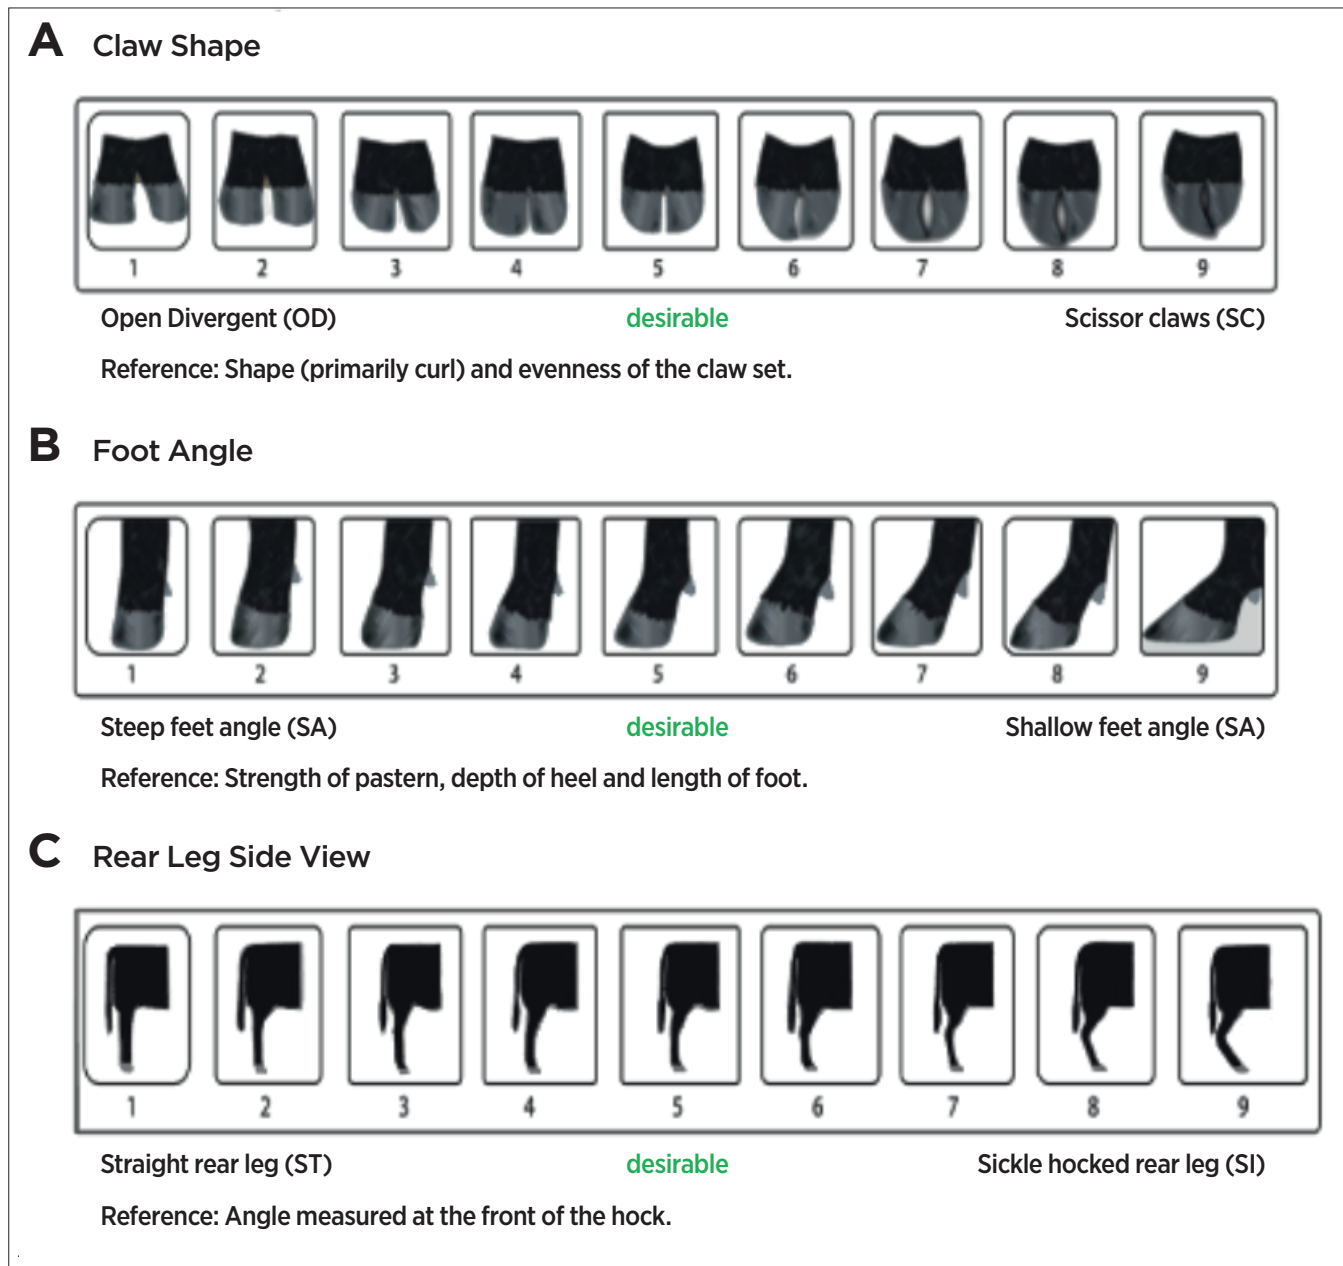 A Claw Shape
1 2 3 4 5 6 7 8 9
Open Divergent (OD) desirable Scissor claws (SC)
Reference: Shape (primarily curl) and evenness of the claw set.
B Foot Angle
1 2 3 4 5 6 7 8 9
Steep feet angle (SA) desirable Shallow feet angle (SA)
Reference: Strength of pastern, depth of heel and length of foot.
C Rear Leg Side View
1 2 3 4 5 6 7 8 9
Straight rear leg (ST) desirable Sickle hocked rear leg (SI)
Reference: Angle measured at the front of the hock.